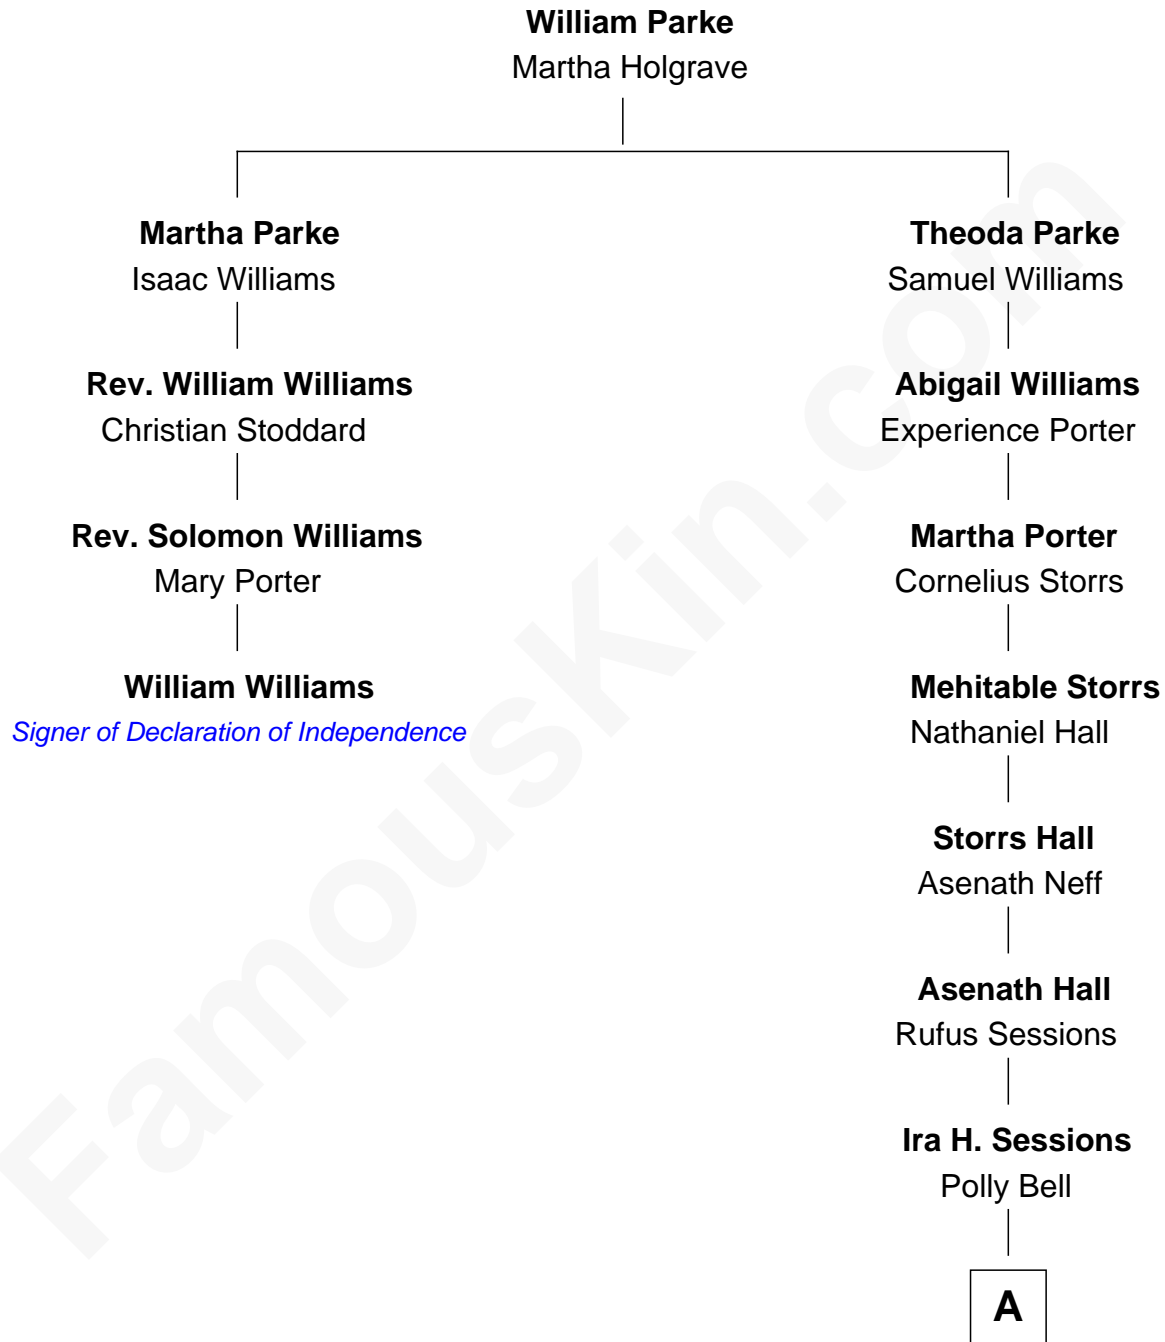 William Parke
Martha Holgrave
Martha Parke
Isaac Williams
Theoda Parke
Samuel Williams
Rev. William Williams
Christian Stoddard
Abigail Williams
Experience Porter
Rev. Solomon Williams
Mary Porter
Martha Porter
Cornelius Storrs
William Williams
Signer of Declaration of Independence
Mehitable Storrs
Nathaniel Hall
Storrs Hall
Asenath Neff
Asenath Hall
Rufus Sessions
Ira H. Sessions
Polly Bell
A
FamousKin.com